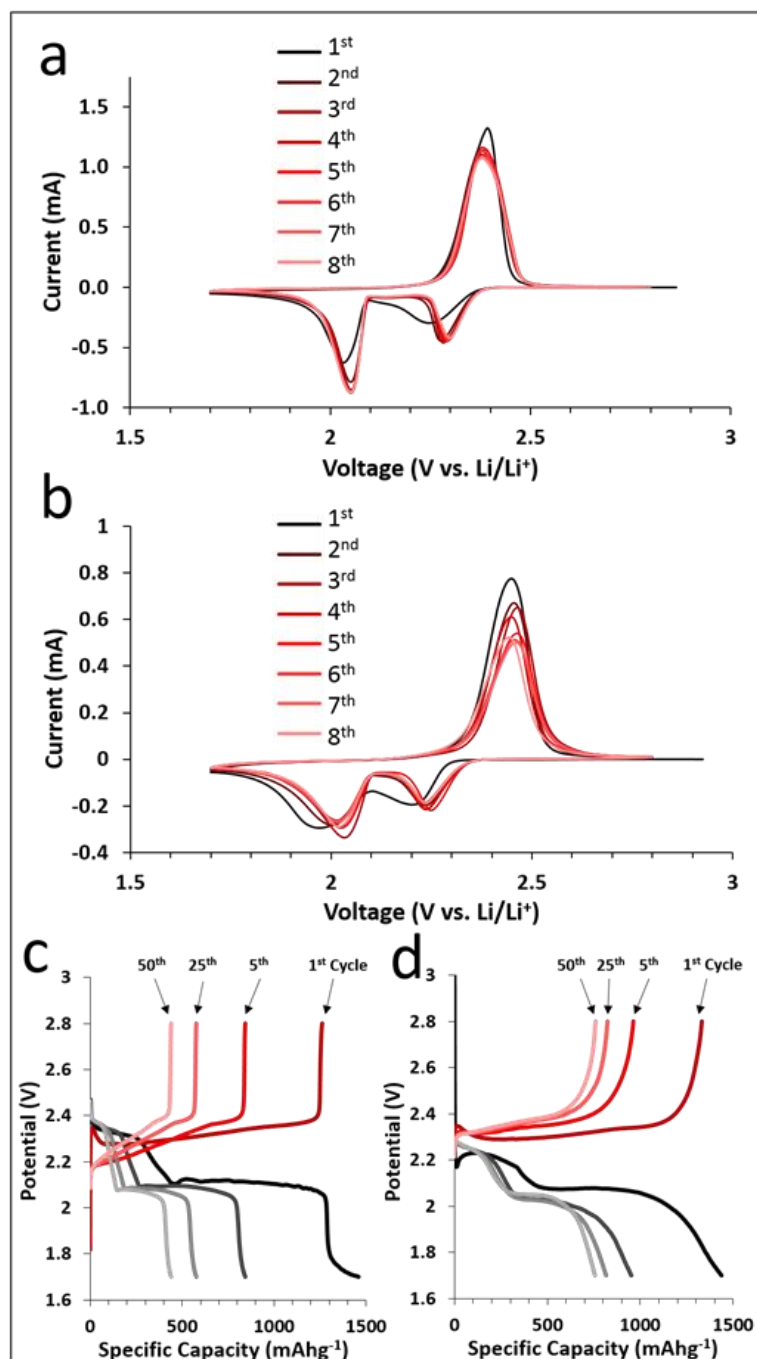 a
1st
2nd
3rd
4th
5th
6th
7th
8th
1.5
1.0
0.5
0.0
-0.5
-1.0
Current (mA)
1.5
2
2.5
3
Voltage (V vs. Li/Li⁺)
b
1st
2nd
3rd
4th
5th
6th
7th
8th
1
0.8
0.6
0.4
0.2
0
-0.2
-0.4
Current (mA)
1.5
2
2.5
3
Voltage (V vs. Li/Li⁺)
c
50th 25th 5th 1st Cycle
3
2.8
2.6
2.4
2.2
2
1.8
1.6
Potential (V)
0 500 1000 1500
Specific Capacity (mAhg⁻¹)
d
50th 25th 5th 1st Cycle
3
2.8
2.6
2.4
2.2
2
1.8
1.6
Potential (V)
0 500 1000 1500
Specific Capacity (mAhg⁻¹)